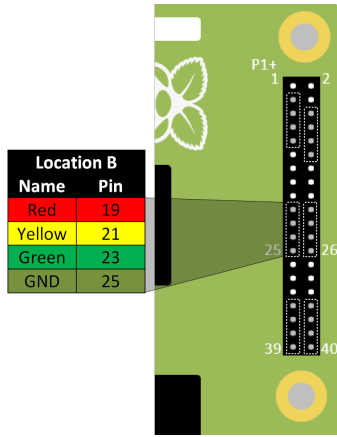 P1+
1 2
Location B
Name Pin
Red 19
Yellow 21
Green 23
GND 25
25 26
39 40